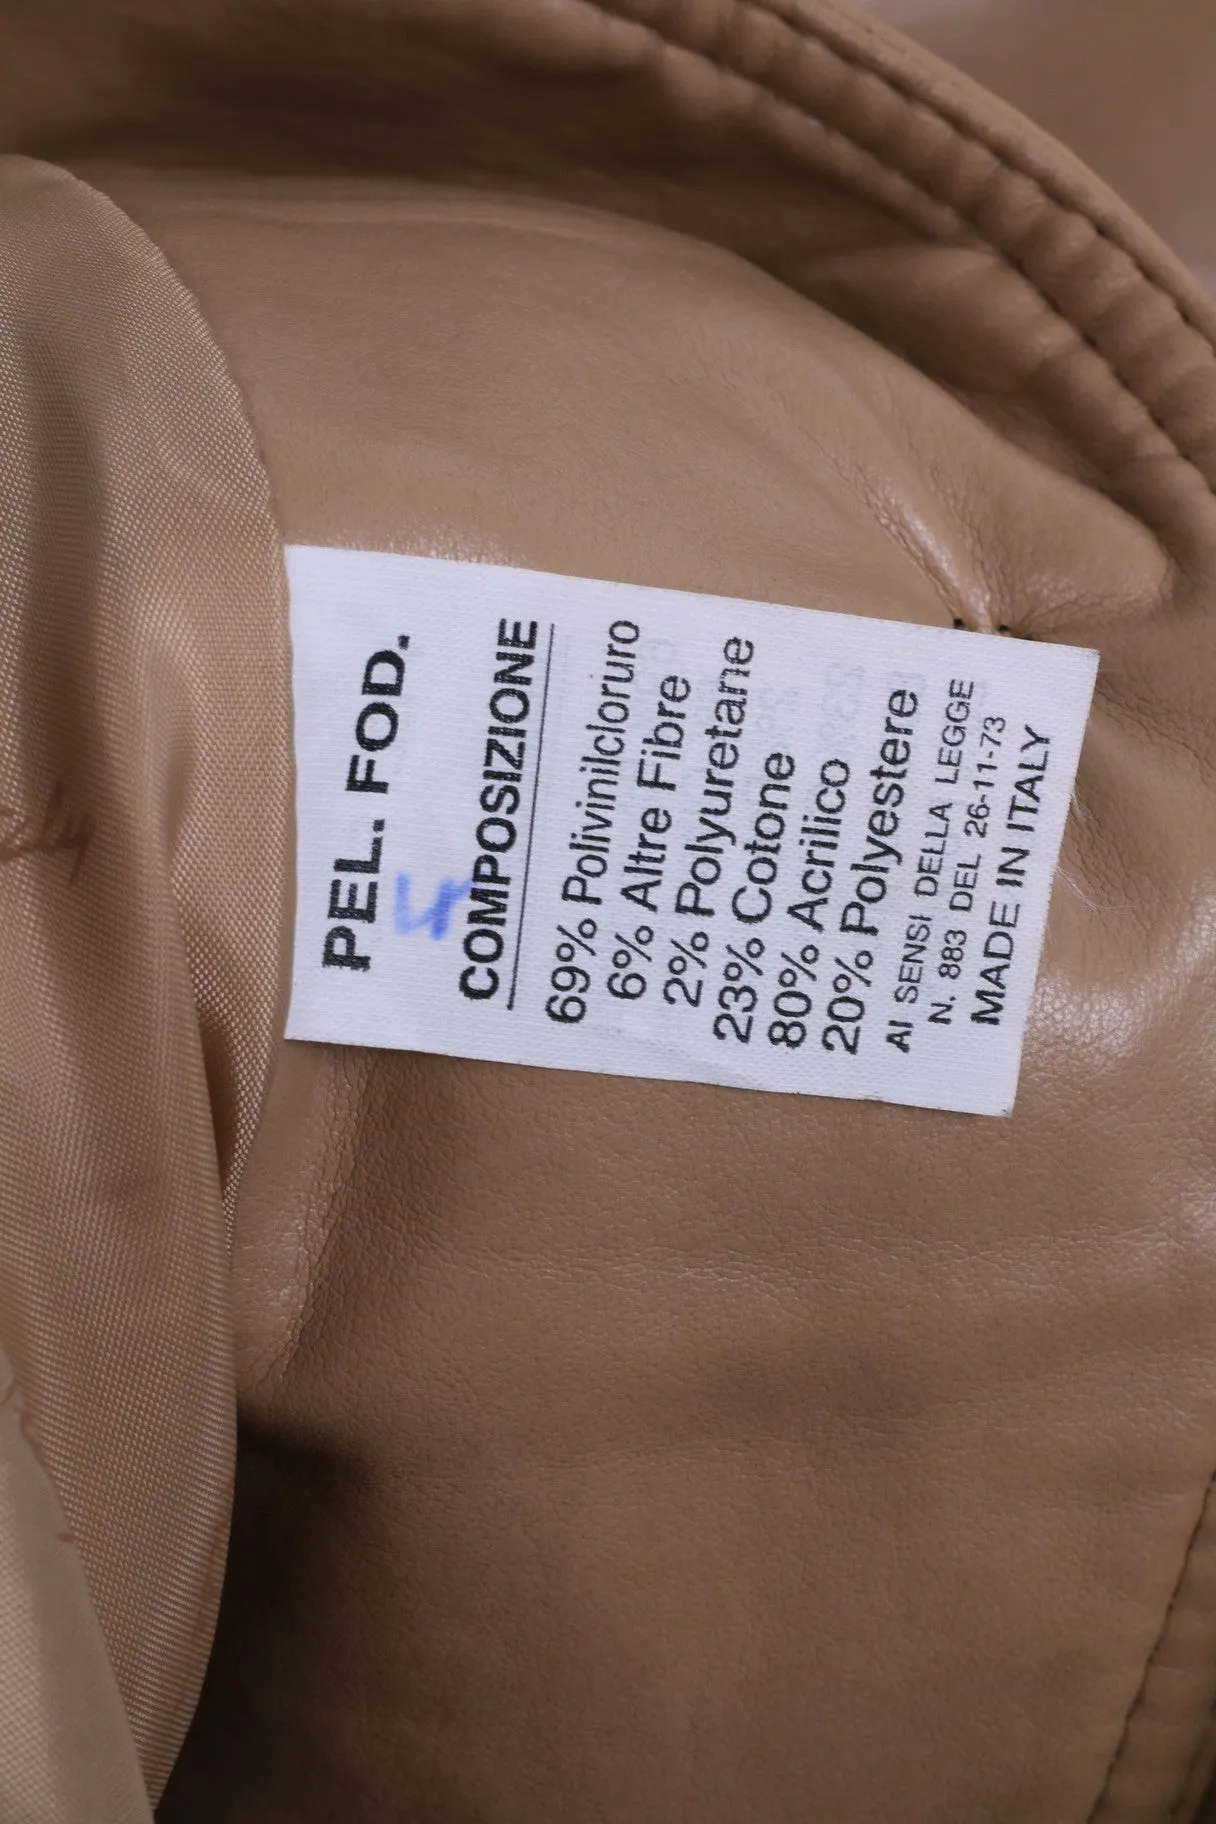 PEL. FOD.
COMPOSIZIONE
69% Polivinilcloruro
6% Altre Fibre
2% Polyuretane
23% Cotone
80% Acrilico
20% Polyestere
AI SENSI DELLA LEGGE
N. 883 DEL 26-11-73
MADE IN ITALY